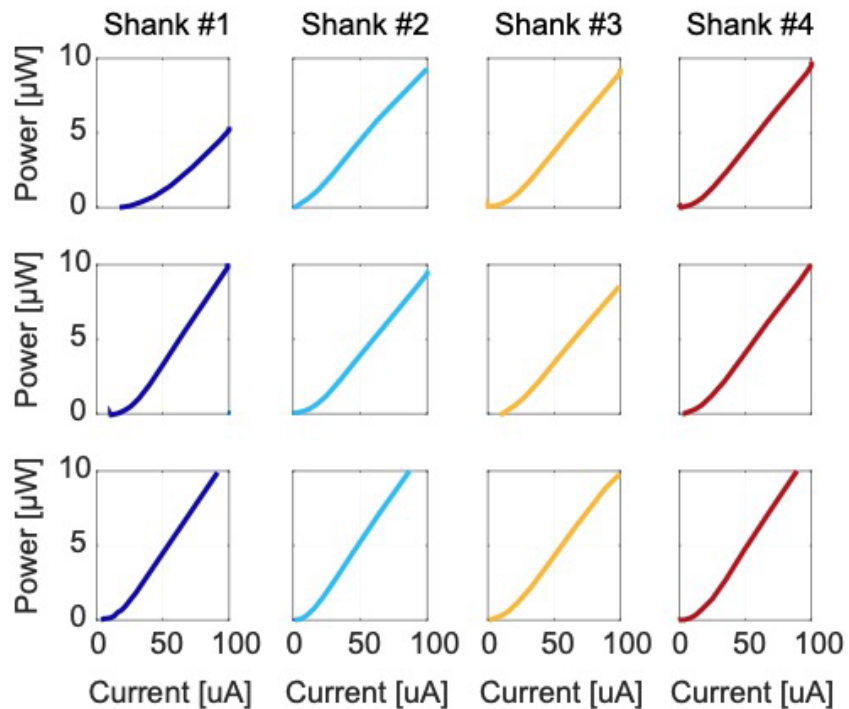 Shank #1 Shank #2 Shank #3 Shank #4
10
Power [µW]
5
0
10
Power [µW]
5
0
10
Power [µW]
5
0
0 50 100 0 50 100 0 50 100 0 50 100
Current [uA] Current [uA] Current [uA] Current [uA]